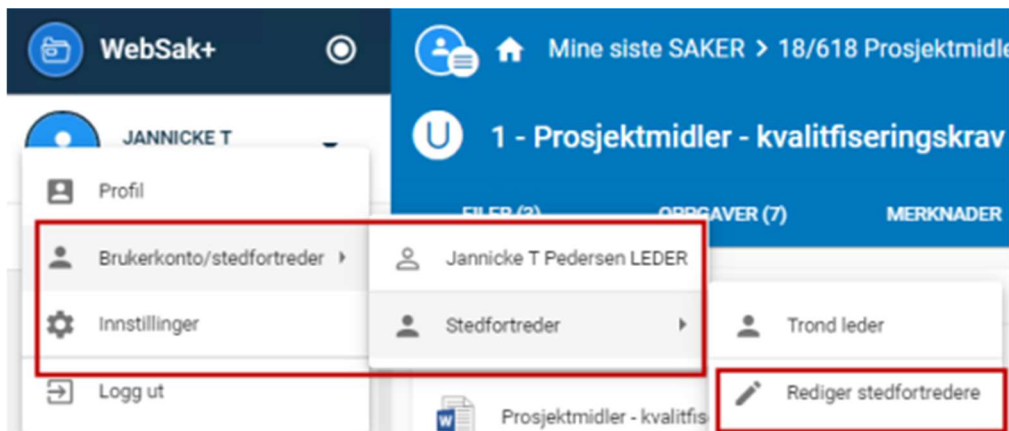 WebSak+
Mine siste SAKER > 18/618 Prosjektmidle
JANNICKE T
U
1 - Prosjektmidler - kvalitfiseringskrav
FILER (2)
OPPGAVER (7)
MERKNADER
Profil
Brukerkonto/stedfortreder
Innstillinger
Logg ut
Jannicke T Pedersen LEDER
Stedfortreder
Trond leder
Rediger stedfortredere
W
Prosjektmidler - kvalitfis